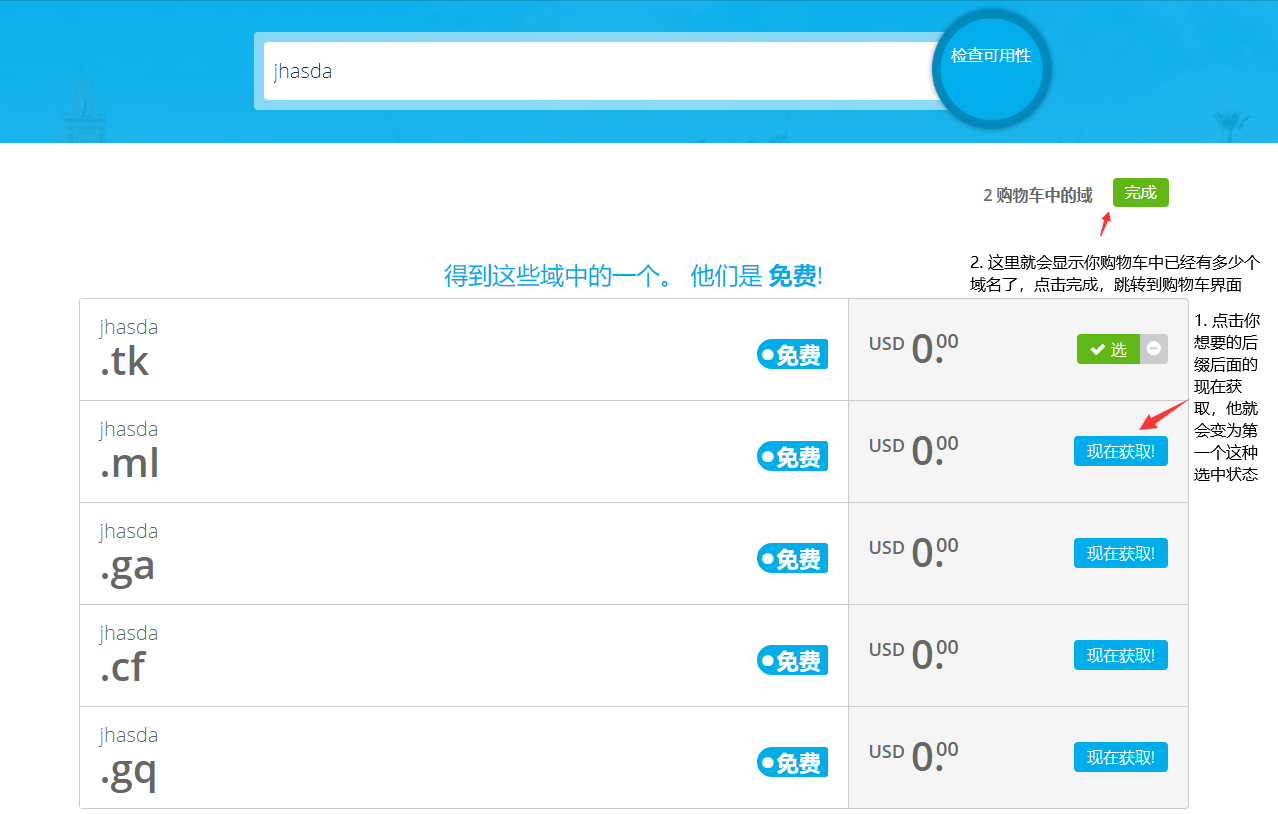 jhasda
检查可用性
2 购物车中的域
完成
2. 这里就会显示你购物车中已经有多少个
域名了，点击完成，跳转到购物车界面
得到这些域中的一个。 他们是 免费!
jhasda
.tk
免费
USD 0.00
选
1. 点击你
想要的后
缀后面的
现在获
取，他就
会变为第
一个这种
选中状态
jhasda
.ml
免费
USD 0.00
现在获取!
jhasda
.ga
免费
USD 0.00
现在获取!
jhasda
.cf
免费
USD 0.00
现在获取!
jhasda
.gq
免费
USD 0.00
现在获取!